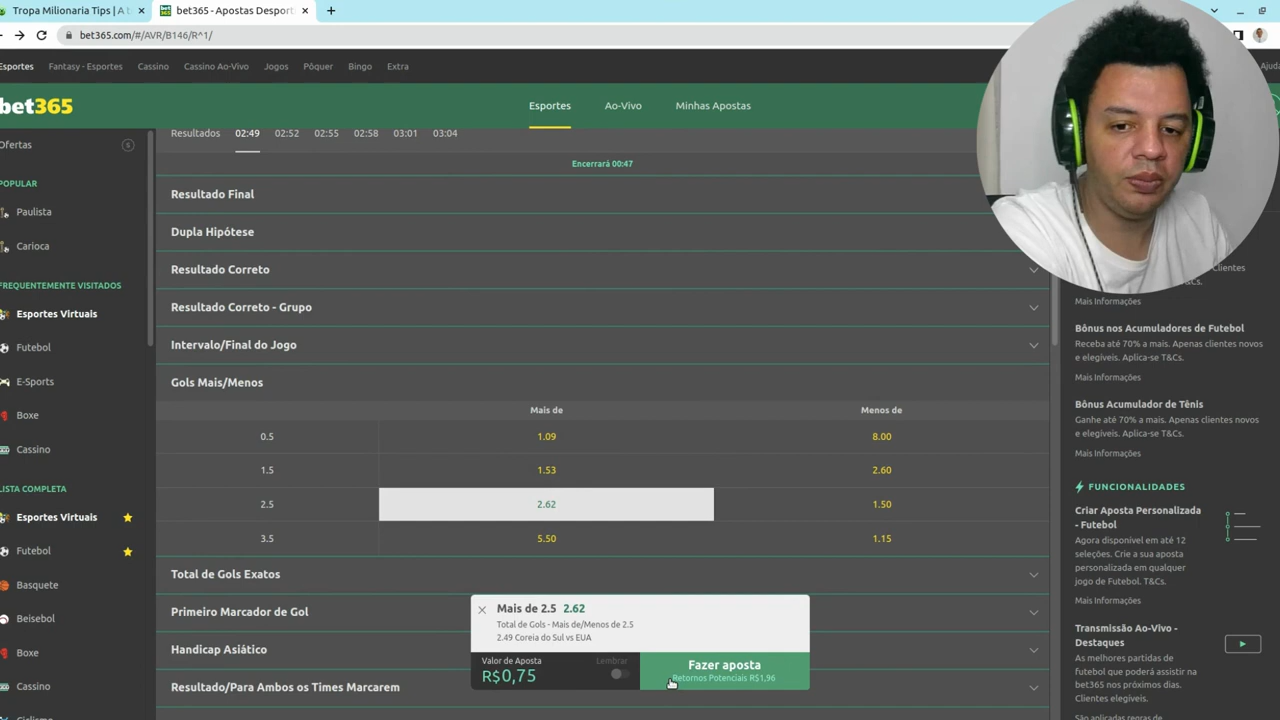 Tropa Milionaria Tips | A t
bet365 - Apostas Desport
bet365.com/#/AVR/B146/R^1/
Esportes
Fantasy - Esportes
Cassino
Cassino Ao-Vivo
Jogos
Pôquer
Bingo
Extra
Ajuda
bet365
Esportes
Ao-Vivo
Minhas Apostas
Ofertas
POPULAR
Paulista
Carioca
FREQUENTEMENTE VISITADOS
Esportes Virtuais
Futebol
E-Sports
Boxe
Cassino
LISTA COMPLETA
Esportes Virtuais
Futebol
Basquete
Beisebol
Boxe
Cassino
Resultados 02:49 02:52 02:55 02:58 03:01 03:04
Encerrará 00:47
Resultado Final
Dupla Hipótese
Resultado Correto
Resultado Correto - Grupo
Intervalo/Final do Jogo
Gols Mais/Menos
Mais de Menos de
0.5 1.09 8.00
1.5 1.53 2.60
2.5 2.62 1.50
3.5 5.50 1.15
Total de Gols Exatos
Primeiro Marcador de Gol
Handicap Asiático
Resultado/Para Ambos os Times Marcarem
Mais de 2.5 2.62
Total de Gols - Mais de/Menos de 2.5
2.49 Coreia do Sul vs EUA
Valor de Aposta
R$0,75
Lembrar
Fazer aposta
Retornos Potenciais R$1,96
Clientes
T&Cs.
Mais Informações
Bônus nos Acumuladores de Futebol
Receba até 70% a mais. Apenas clientes novos
e elegíveis. Aplica-se T&Cs.
Mais Informações
Bônus Acumulador de Tênis
Ganhe até 70% a mais. Apenas clientes novos e
elegíveis. Aplica-se T&Cs.
Mais Informações
FUNCIONALIDADES
Criar Aposta Personalizada
- Futebol
Agora disponível em até 12
seleções. Crie a sua aposta
personalizada em qualquer
jogo de Futebol. T&Cs.
Mais Informações
Transmissão Ao-Vivo -
Destaques
As melhores partidas de
futebol que poderá assistir na
bet365 nos próximos dias.
Clientes elegíveis.
São aplicadas regras de